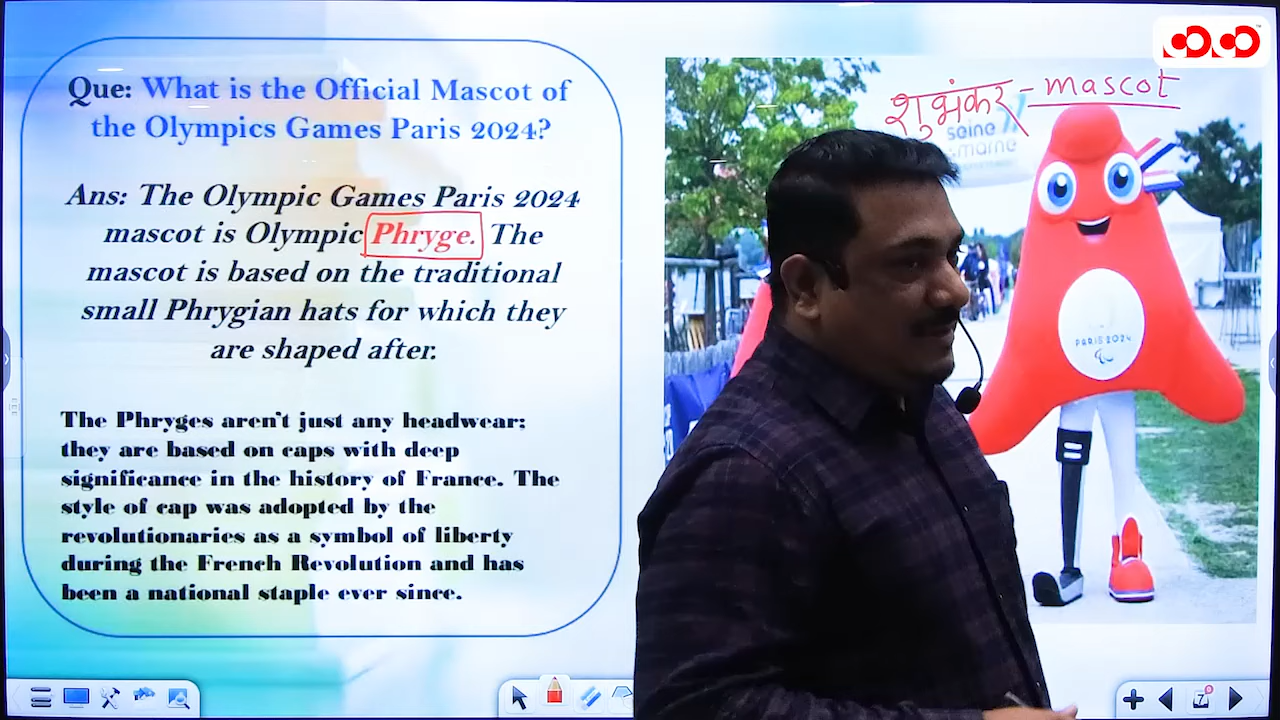 Que: What is the Official Mascot of
the Olympics Games Paris 2024?
Ans: The Olympic Games Paris 2024
mascot is Olympic Phryge. The
mascot is based on the traditional
small Phrygian hats for which they
are shaped after.
The Phryges aren't just any headwear;
they are based on caps with deep
significance in the history of France. The
style of cap was adopted by the
revolutionaries as a symbol of liberty
during the French Revolution and has
been a national staple ever since.
शुभंकर - mascot
seine
marne
PARIS 2024
7